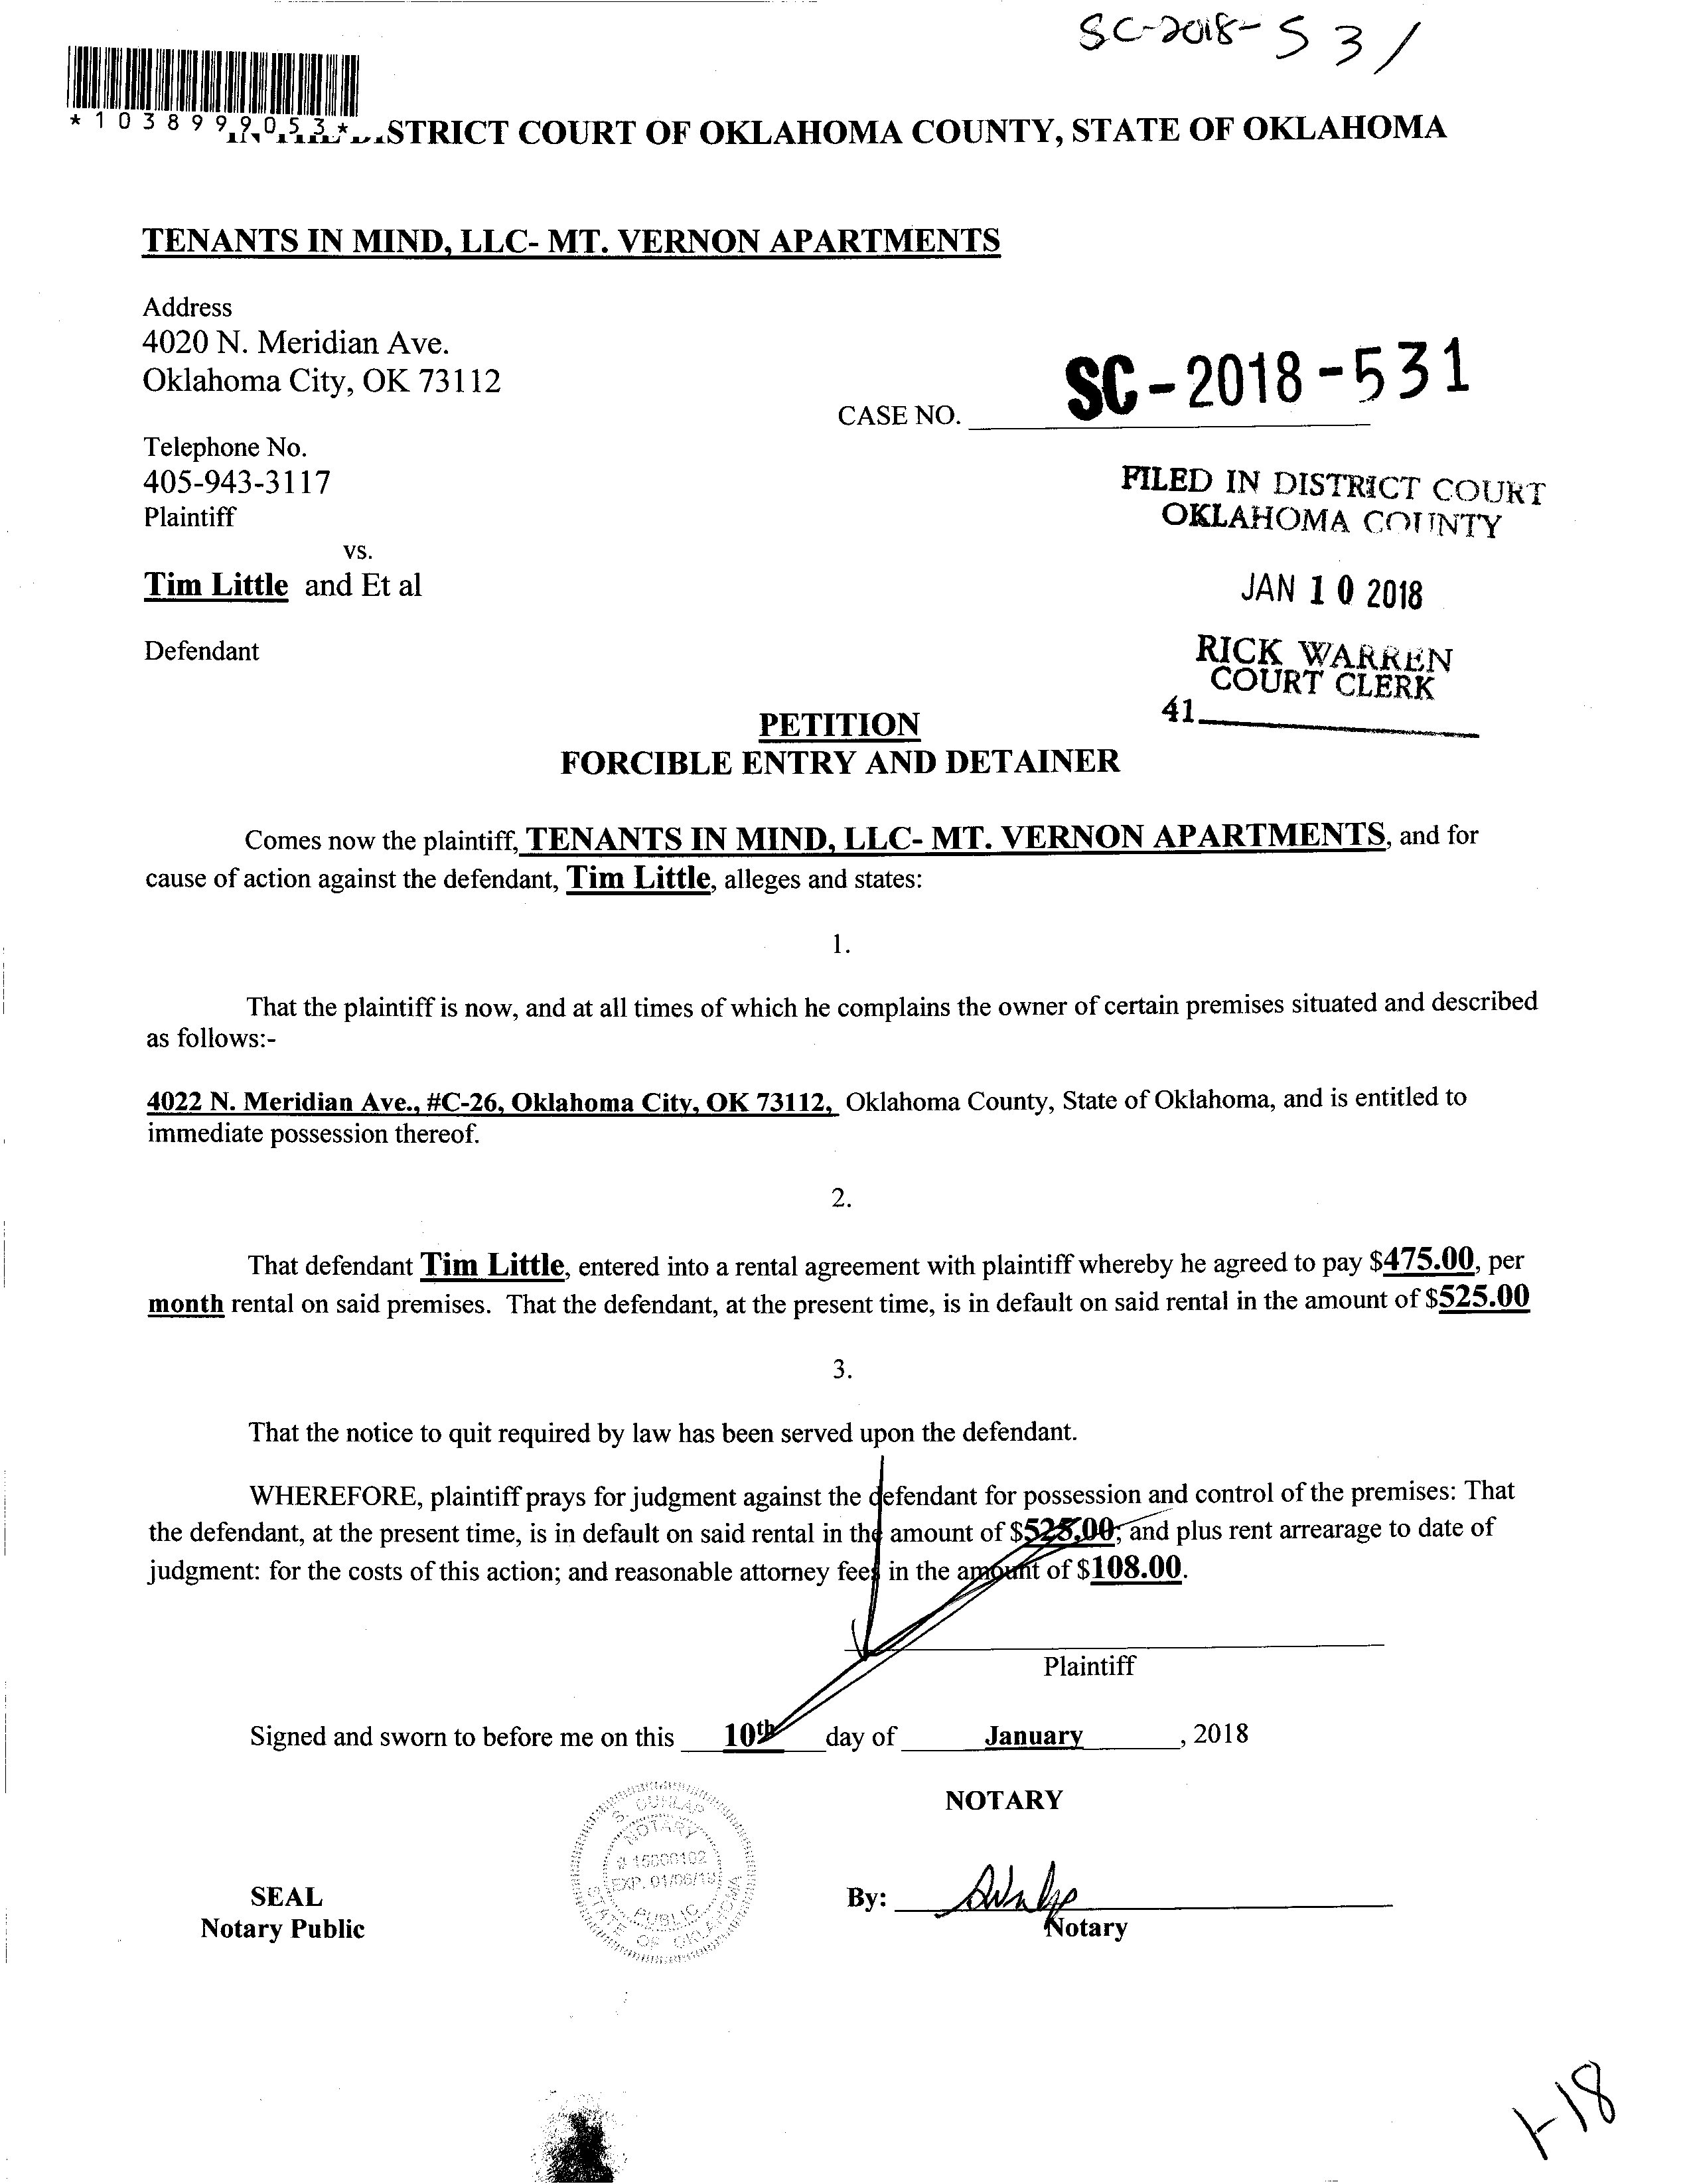 SC-2018-531
*1038999053*
STRICT COURT OF OKLAHOMA COUNTY, STATE OF OKLAHOMA
TENANTS IN MIND, LLC- MT. VERNON APARTMENTS
Address
4020 N. Meridian Ave.
Oklahoma City, OK 73112
SC-2018-531
CASE NO.
Telephone No.
405-943-3117
Plaintiff
FILED IN DISTRICT COURT
OKLAHOMA COUNTY
vs.
Tim Little and Et al
JAN 10 2018
Defendant
RICK WARREN
COURT CLERK
41
PETITION
FORCIBLE ENTRY AND DETAINER
Comes now the plaintiff, TENANTS IN MIND, LLC- MT. VERNON APARTMENTS, and for
cause of action against the defendant, Tim Little, alleges and states:
1.
That the plaintiff is now, and at all times of which he complains the owner of certain premises situated and described
as follows:-
4022 N. Meridian Ave., #C-26, Oklahoma City, OK 73112, Oklahoma County, State of Oklahoma, and is entitled to
immediate possession thereof.
2.
That defendant Tim Little, entered into a rental agreement with plaintiff whereby he agreed to pay $475.00, per
month rental on said premises. That the defendant, at the present time, is in default on said rental in the amount of $525.00
3.
That the notice to quit required by law has been served upon the defendant.
WHEREFORE, plaintiff prays for judgment against the defendant for possession and control of the premises: That
the defendant, at the present time, is in default on said rental in the amount of $525.00; and plus rent arrearage to date of
judgment: for the costs of this action; and reasonable attorney fees in the amount of $108.00.
Plaintiff
Signed and sworn to before me on this 10th day of January, 2018
NOTARY
S. DUNLAP
NOTARY
# 15000102
EXP. 01/06/19
PUBLIC
STATE OF OKLAHOMA
SEAL
Notary Public
By:
Notary
1-18